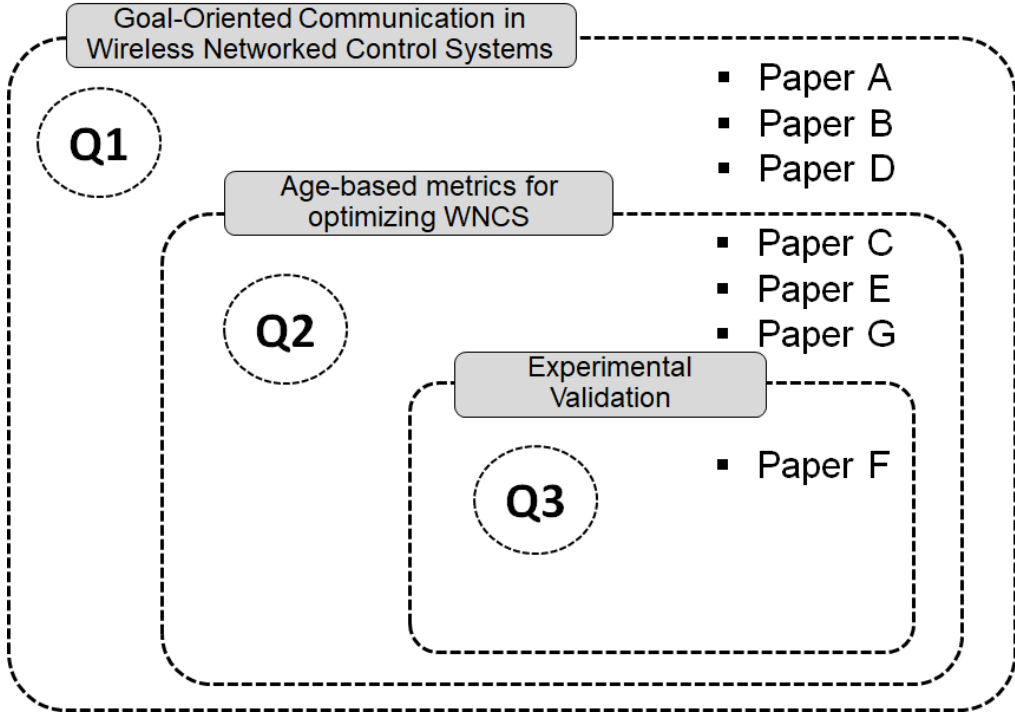 Goal-Oriented Communication in
Wireless Networked Control Systems
Q1
▪ Paper A
▪ Paper B
▪ Paper D
Age-based metrics for
optimizing WNCS
Q2
▪ Paper C
▪ Paper E
▪ Paper G
Experimental
Validation
Q3
▪ Paper F